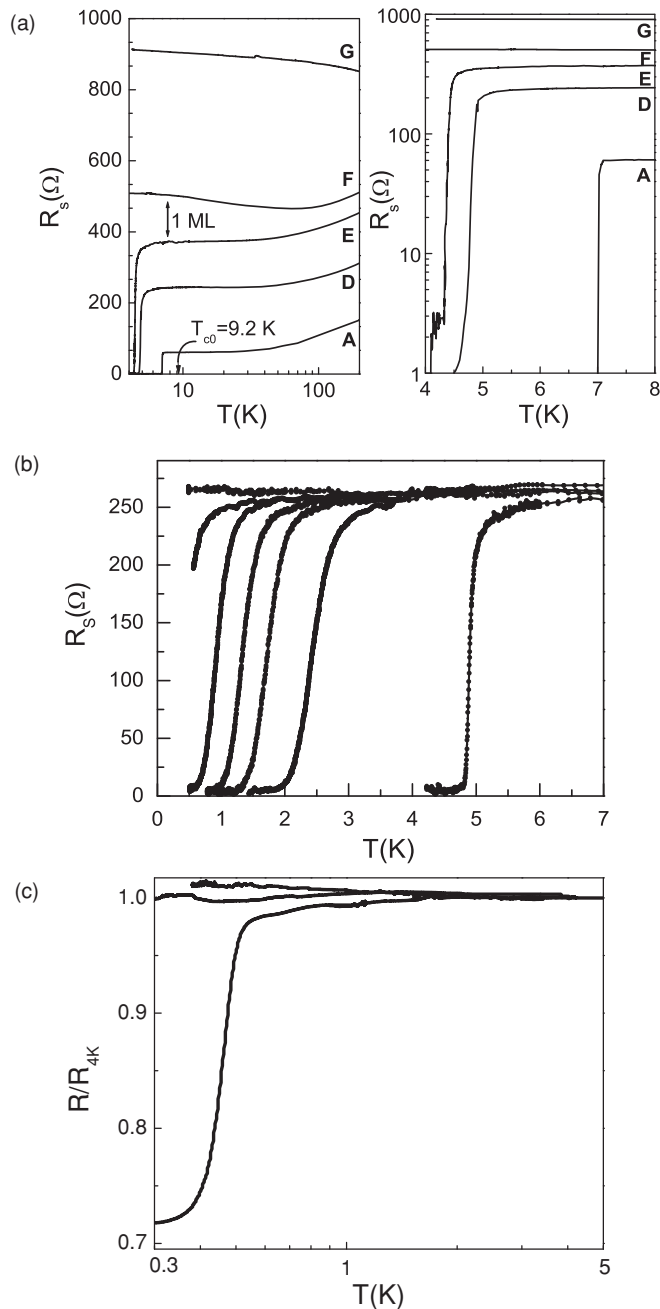 (a)
1000
800
600
400
200
0
R_s(Ω)
10 100
T(K)
G
F
1 ML
E
D
T_c0=9.2 K
A
1000
100
10
1
R_s(Ω)
4 5 6 7 8
T(K)
G
F
E
D
A
(b)
250
200
150
100
50
0
R_S(Ω)
0 1 2 3 4 5 6 7
T(K)
(c)
1.0
0.9
0.8
0.7
R/R_4K
0.3 1 5
T(K)